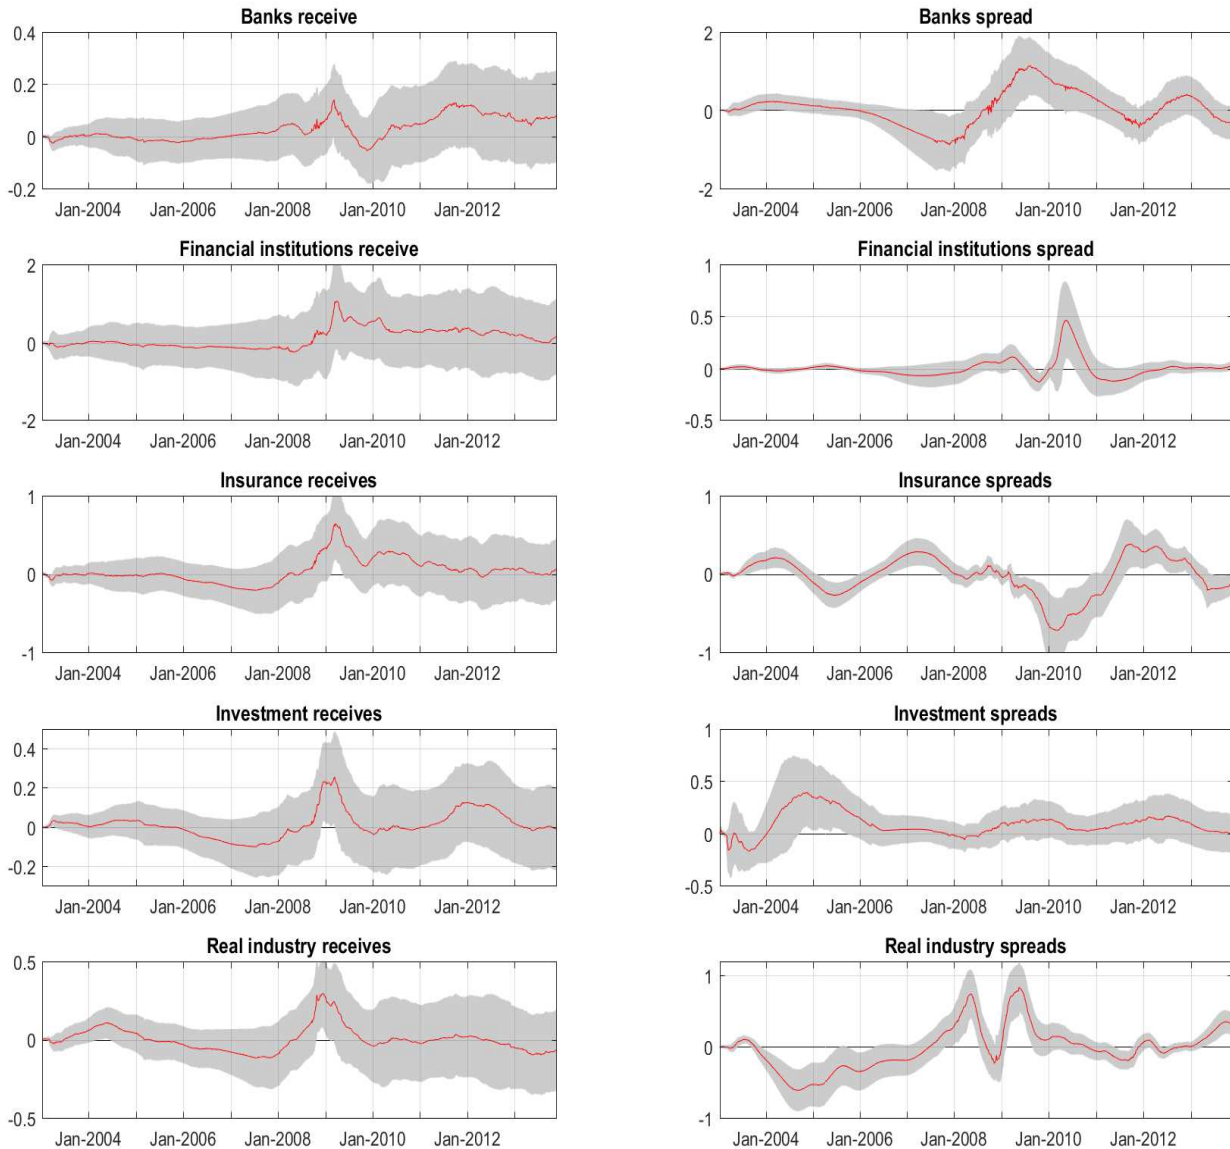 Banks receive
0.4
0.2
0
-0.2
Jan-2004 Jan-2006 Jan-2008 Jan-2010 Jan-2012
Banks spread
2
0
-2
Jan-2004 Jan-2006 Jan-2008 Jan-2010 Jan-2012
Financial institutions receive
2
0
-2
Jan-2004 Jan-2006 Jan-2008 Jan-2010 Jan-2012
Financial institutions spread
1
0.5
0
-0.5
Jan-2004 Jan-2006 Jan-2008 Jan-2010 Jan-2012
Insurance receives
1
0
-1
Jan-2004 Jan-2006 Jan-2008 Jan-2010 Jan-2012
Insurance spreads
1
0
-1
Jan-2004 Jan-2006 Jan-2008 Jan-2010 Jan-2012
Investment receives
0.4
0.2
0
-0.2
Jan-2004 Jan-2006 Jan-2008 Jan-2010 Jan-2012
Investment spreads
1
0.5
0
-0.5
Jan-2004 Jan-2006 Jan-2008 Jan-2010 Jan-2012
Real industry receives
0.5
0
-0.5
Jan-2004 Jan-2006 Jan-2008 Jan-2010 Jan-2012
Real industry spreads
1
0
-1
Jan-2004 Jan-2006 Jan-2008 Jan-2010 Jan-2012